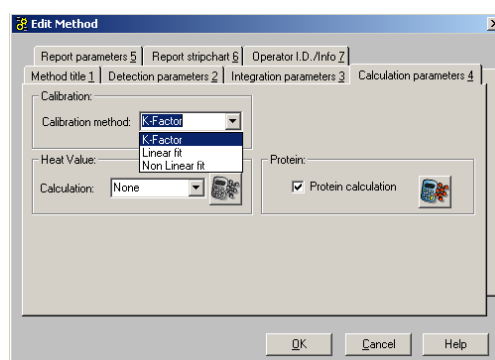 Edit Method
Report parameters 5 Report stripchart 6 Operator I.D./Info 7
Method title 1 Detection parameters 2 Integration parameters 3 Calculation parameters 4
Calibration:
Calibration method: K-Factor
K-Factor
Linear fit
Non Linear fit
Heat Value:
Calculation: None
Protein:
Protein calculation
OK Cancel Help